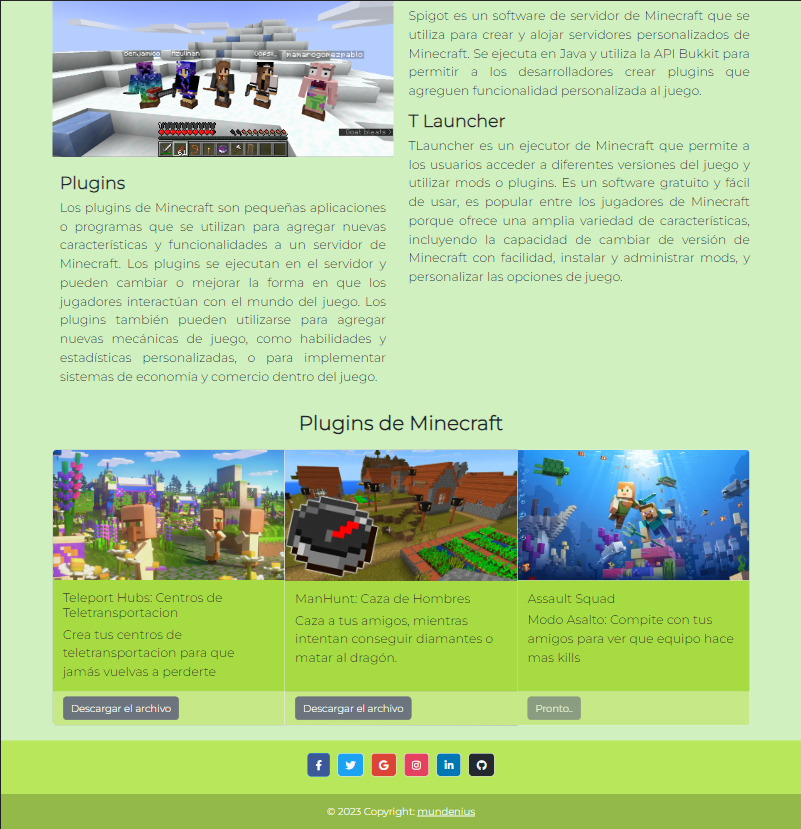 Benjamico
Azulinah
mamarogomezpablo
Goat bleats >
Plugins
Los plugins de Minecraft son pequeñas aplicaciones
o programas que se utilizan para agregar nuevas
características y funcionalidades a un servidor de
Minecraft. Los plugins se ejecutan en el servidor y
pueden cambiar o mejorar la forma en que los
jugadores interactúan con el mundo del juego. Los
plugins también pueden utilizarse para agregar
nuevas mecánicas de juego, como habilidades y
estadísticas personalizadas, o para implementar
sistemas de economía y comercio dentro del juego.
Spigot es un software de servidor de Minecraft que se
utiliza para crear y alojar servidores personalizados de
Minecraft. Se ejecuta en Java y utiliza la API Bukkit para
permitir a los desarrolladores crear plugins que
agreguen funcionalidad personalizada al juego.
T Launcher
TLauncher es un ejecutor de Minecraft que permite a
los usuarios acceder a diferentes versiones del juego y
utilizar mods o plugins. Es un software gratuito y fácil
de usar, es popular entre los jugadores de Minecraft
porque ofrece una amplia variedad de características,
incluyendo la capacidad de cambiar de versión de
Minecraft con facilidad, instalar y administrar mods, y
personalizar las opciones de juego.
Plugins de Minecraft
Teleport Hubs: Centros de
Teletransportacion
Crea tus centros de
teletransportacion para que
jamás vuelvas a perderte
Descargar el archivo
ManHunt: Caza de Hombres
Caza a tus amigos, mientras
intentan conseguir diamantes o
matar al dragón.
Descargar el archivo
Assault Squad
Modo Asalto: Compite con tus
amigos para ver que equipo hace
mas kills
Pronto..
© 2023 Copyright: mundenius